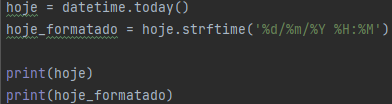 hoje = datetime.today()
hoje_formatado = hoje.strftime('%d/%m/%Y %H:%M')
print(hoje)
print(hoje_formatado)